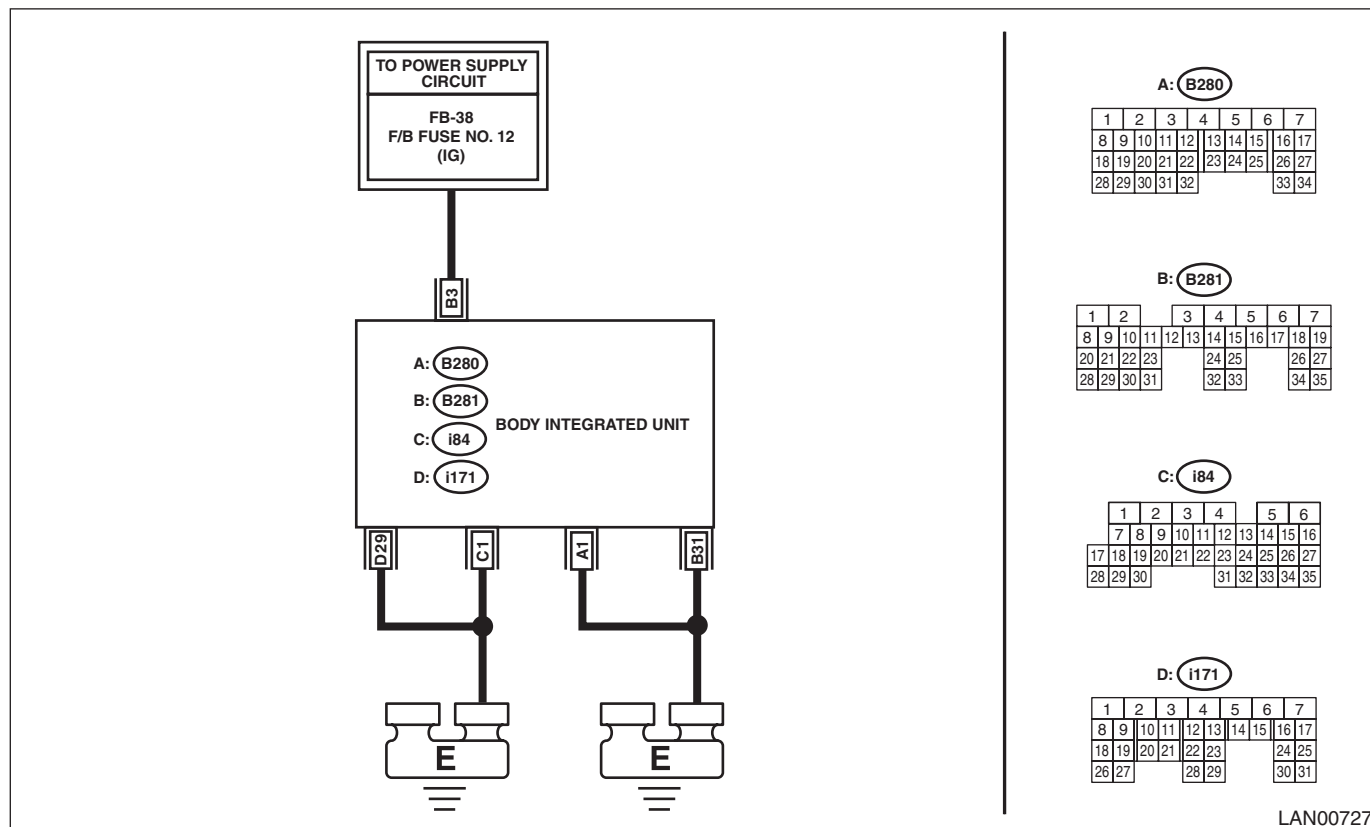 TO POWER SUPPLY
CIRCUIT
FB-38
F/B FUSE NO. 12
(IG)
B3
A: B280
B: B281
C: i84
D: i171
BODY INTEGRATED UNIT
D29
C1
A1
B31
E
E
A: B280
1 2 3 4 5 6 7
8 9 10 11 12 13 14 15 16 17
18 19 20 21 22 23 24 25 26 27
28 29 30 31 32 33 34
B: B281
1 2 3 4 5 6 7
8 9 10 11 12 13 14 15 16 17 18 19
20 21 22 23 24 25 26 27
28 29 30 31 32 33 34 35
C: i84
1 2 3 4 5 6
7 8 9 10 11 12 13 14 15 16
17 18 19 20 21 22 23 24 25 26 27
28 29 30 31 32 33 34 35
D: i171
1 2 3 4 5 6 7
8 9 10 11 12 13 14 15 16 17
18 19 20 21 22 23 24 25
26 27 28 29 30 31
LAN00727